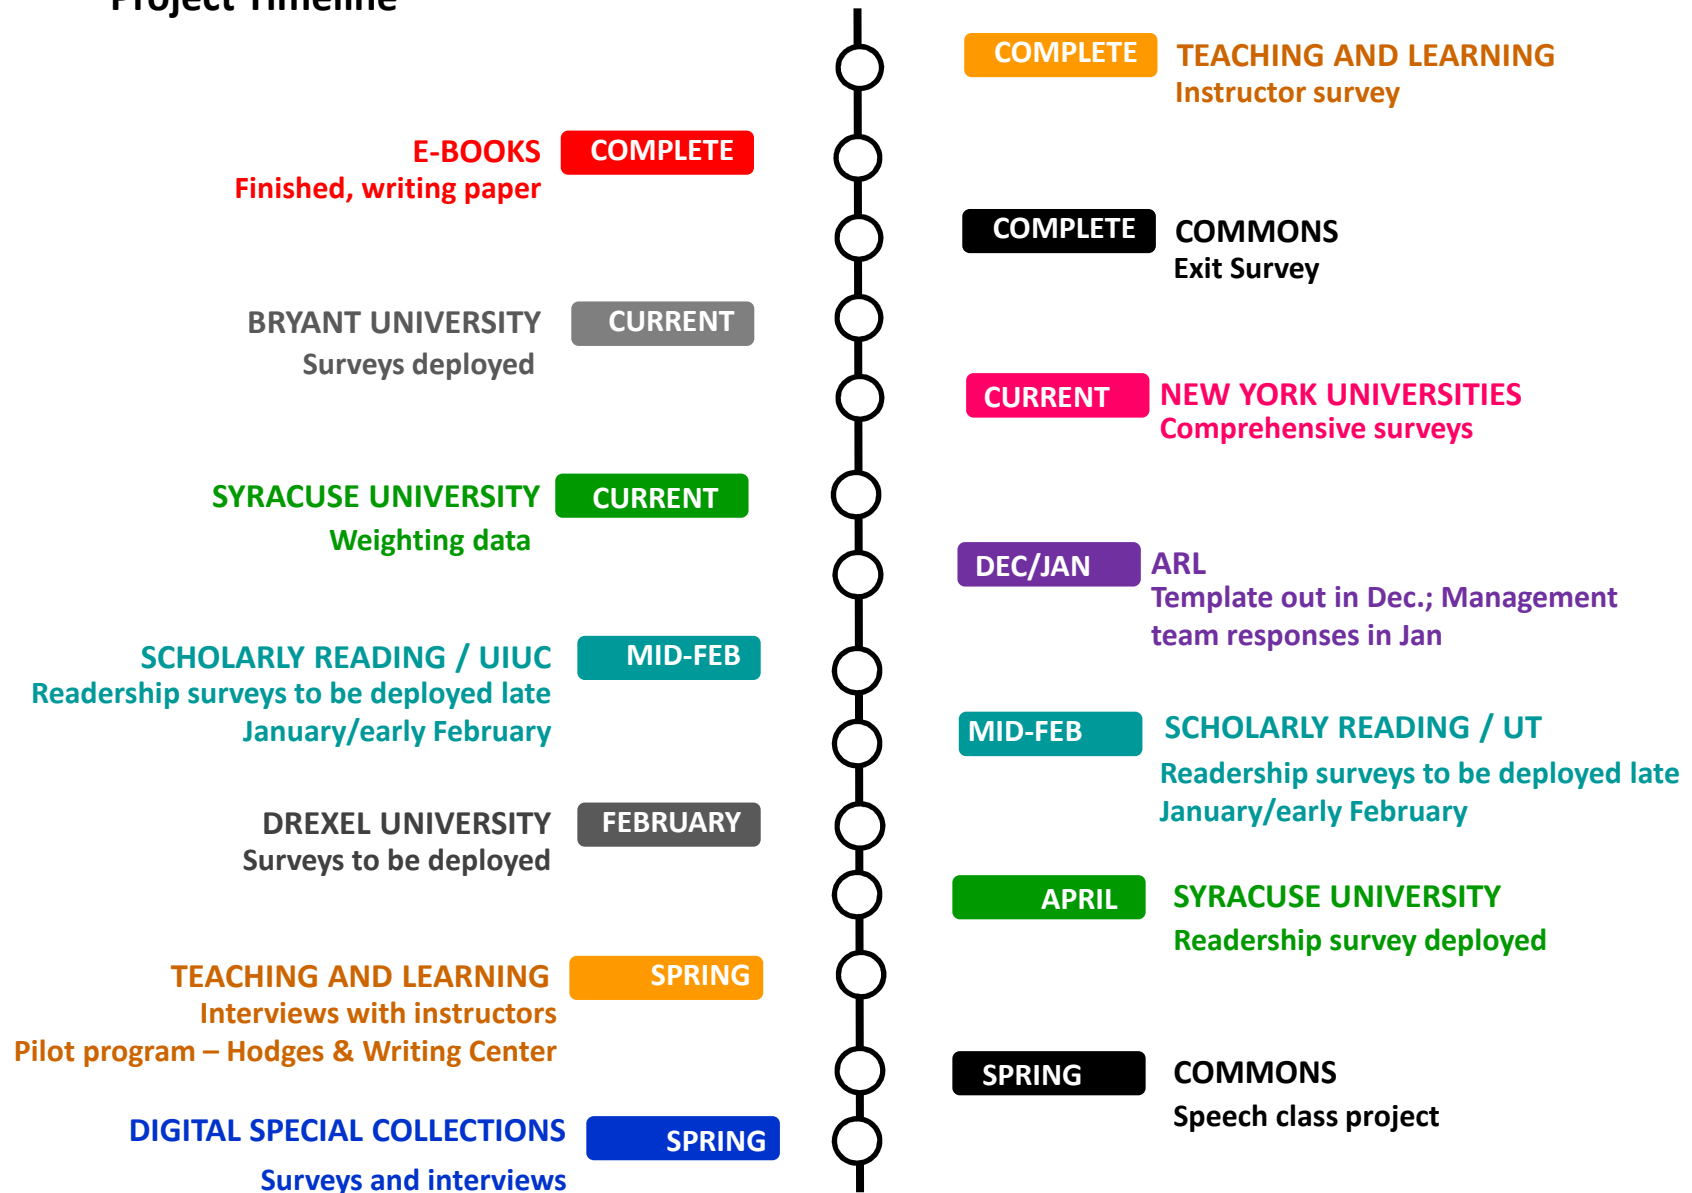 Project Timeline
COMPLETE
TEACHING AND LEARNING
Instructor survey
E-BOOKS
COMPLETE
Finished, writing paper
COMPLETE
COMMONS
Exit Survey
BRYANT UNIVERSITY
CURRENT
Surveys deployed
CURRENT
NEW YORK UNIVERSITIES
Comprehensive surveys
SYRACUSE UNIVERSITY
CURRENT
Weighting data
DEC/JAN
ARL
Template out in Dec.; Management
team responses in Jan
SCHOLARLY READING / UIUC
MID-FEB
Readership surveys to be deployed late
January/early February
MID-FEB
SCHOLARLY READING / UT
Readership surveys to be deployed late
January/early February
DREXEL UNIVERSITY
FEBRUARY
Surveys to be deployed
APRIL
SYRACUSE UNIVERSITY
Readership survey deployed
TEACHING AND LEARNING
SPRING
Interviews with instructors
Pilot program – Hodges & Writing Center
SPRING
COMMONS
Speech class project
DIGITAL SPECIAL COLLECTIONS
SPRING
Surveys and interviews